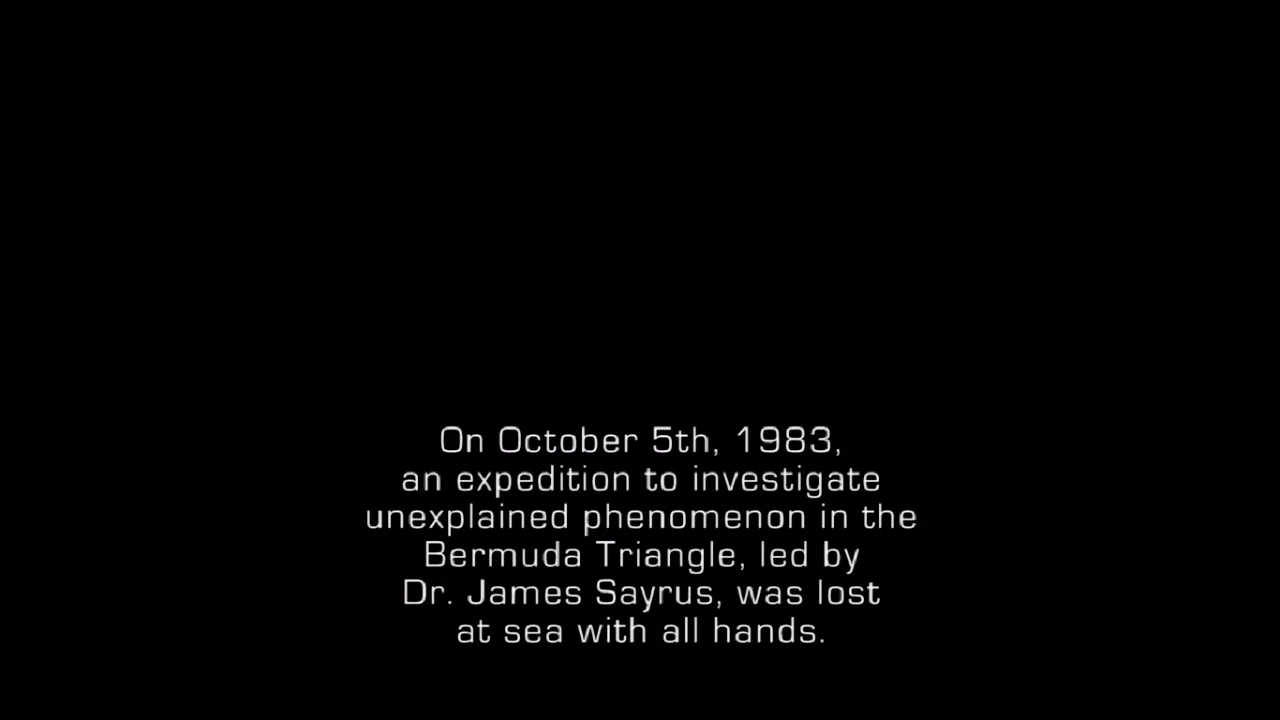 On October 5th, 1983,
an expedition to investigate
unexplained phenomenon in the
Bermuda Triangle, led by
Dr. James Sayrus, was lost
at sea with all hands.